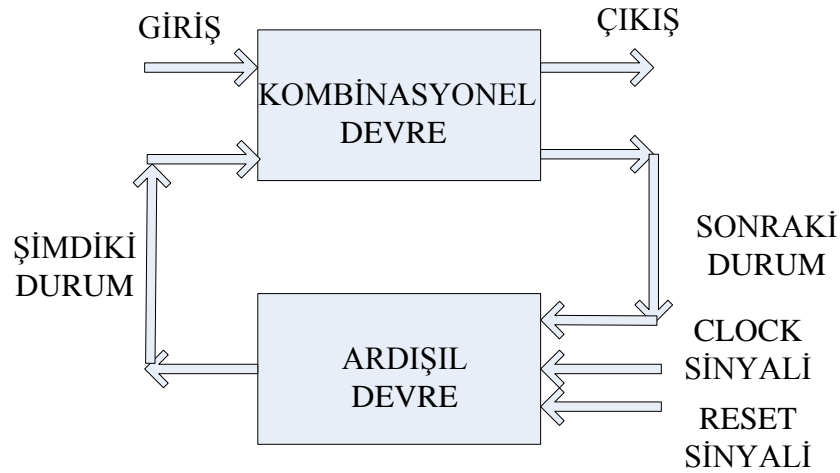 GİRİŞ
ÇIKIŞ
KOMBİNASYONEL
DEVRE
ŞİMDİKİ
DURUM
SONRAKİ
DURUM
ARDIŞIL
DEVRE
CLOCK
SİNYALİ
RESET
SİNYALİ